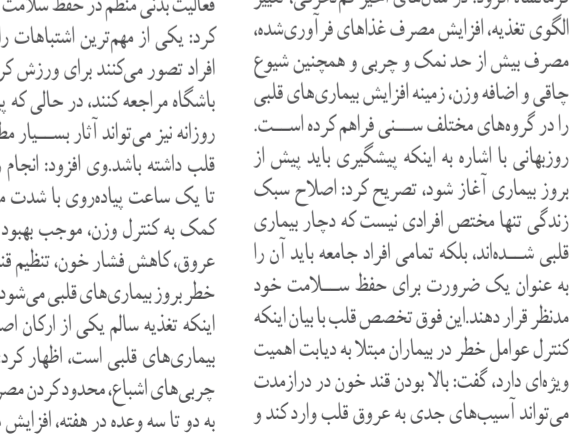 الگوی تغذیه، افزایش مصرف غذاهای فرآوری‌شده،
مصرف بیش از حد نمک و چربی و همچنین شیوع
چاقی و اضافه وزن، زمینه افزایش بیماری‌های قلبی
را در گروه‌های مختلف سنی فراهم کرده است.
روزبهانی با اشاره به اینکه پیشگیری باید پیش از
بروز بیماری آغاز شود، تصریح کرد: اصلاح سبک
زندگی تنها مختص افرادی نیست که دچار بیماری
قلبی شده‌اند، بلکه تمامی افراد جامعه باید آن را
به عنوان یک ضرورت برای حفظ سلامت خود
مدنظر قرار دهند.این فوق تخصص قلب با بیان اینکه
کنترل عوامل خطر در بیماران مبتلا به دیابت اهمیت
ویژه‌ای دارد، گفت: بالا بودن قند خون در درازمدت
می‌تواند آسیب‌های جدی به عروق قلب وارد کند و
فعالیت بدنی منظم در حفظ سلامت
کرد: یکی از مهم‌ترین اشتباهات را
افراد تصور می‌کنند برای ورزش کر
باشگاه مراجعه کنند، در حالی که پی
روزانه نیز می‌تواند آثار بسیار مط
قلب داشته باشد.وی افزود: انجام
تا یک ساعت پیاده‌روی با شدت م
کمک به کنترل وزن، موجب بهبود
عروق، کاهش فشار خون، تنظیم قند
خطر بروز بیماری‌های قلبی می‌شود
اینکه تغذیه سالم یکی از ارکان اص
بیماری‌های قلبی است، اظهار کرد:
چربی‌های اشباع، محدود کردن مصر
به دو تا سه وعده در هفته، افزایش